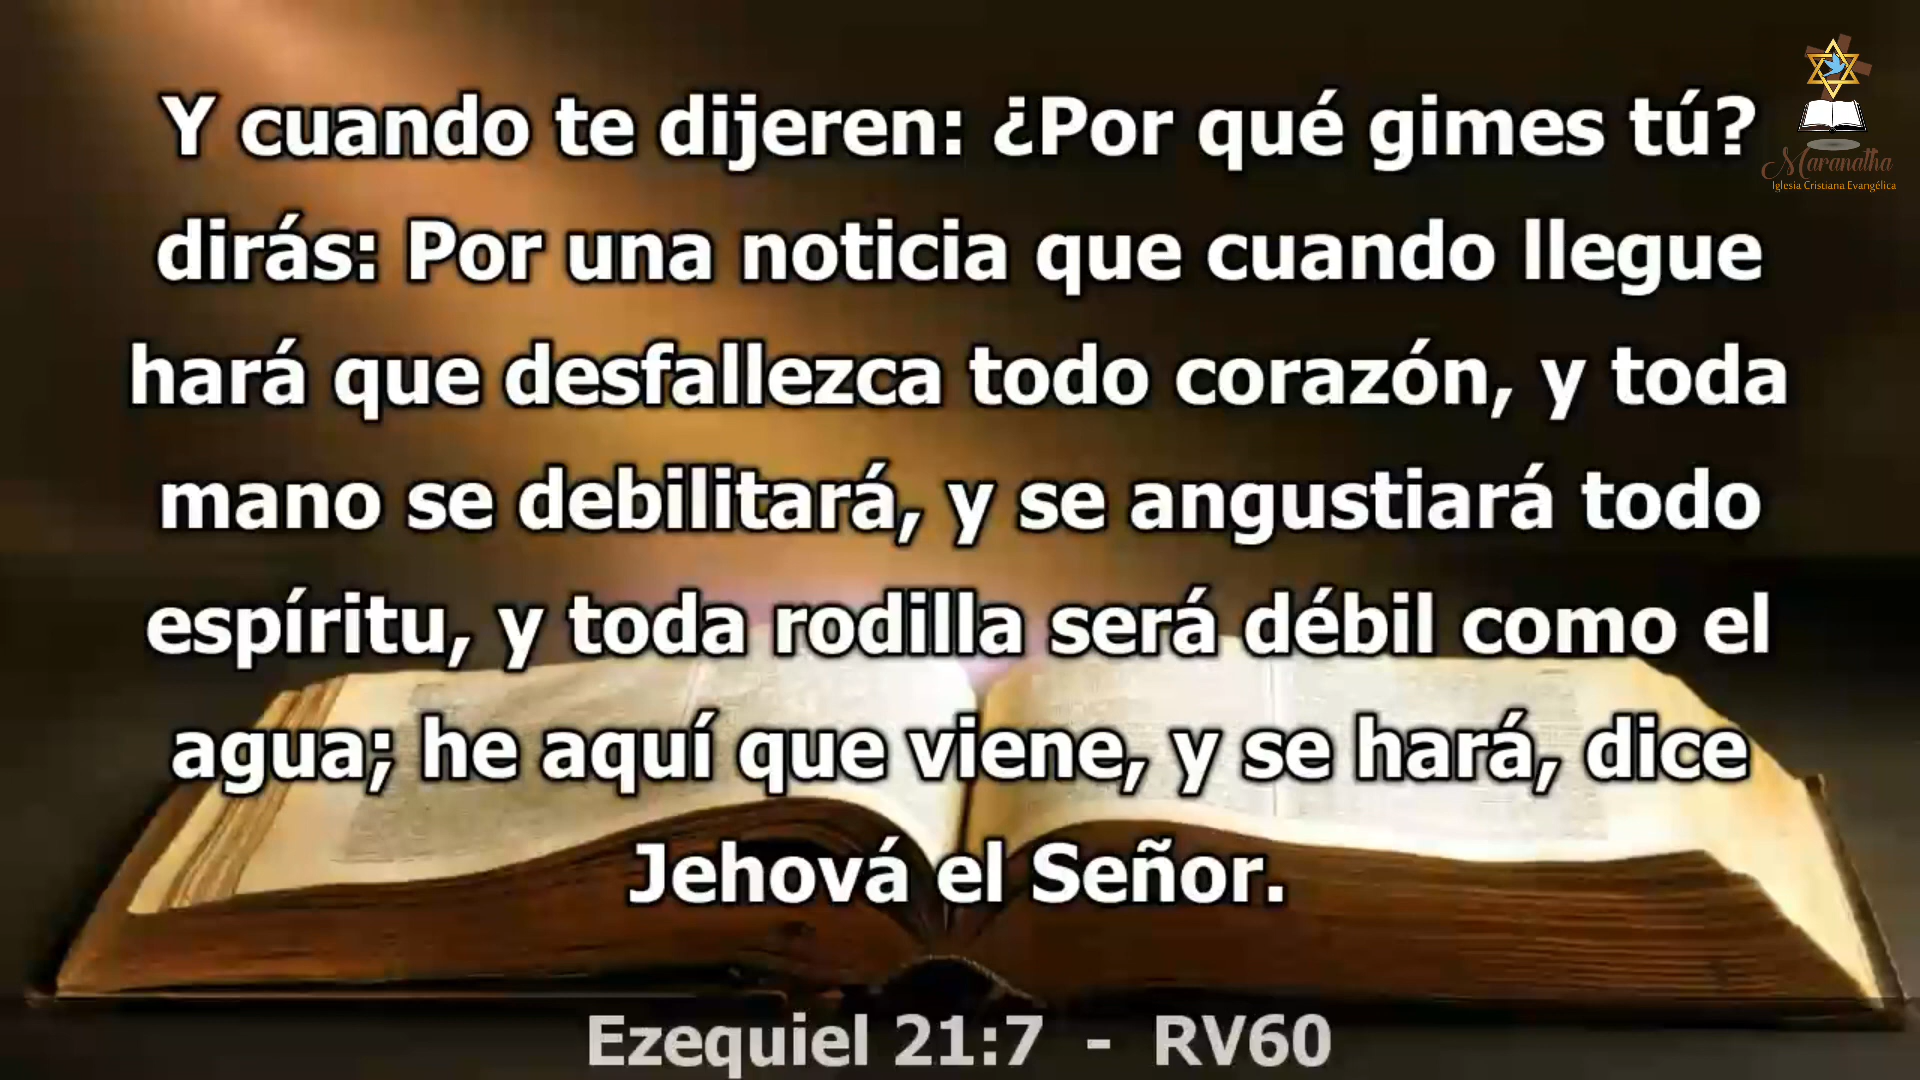 Y cuando te dijeren: ¿Por qué gimes tú?
dirás: Por una noticia que cuando llegue
hará que desfallezca todo corazón, y toda
mano se debilitará, y se angustiará todo
espíritu, y toda rodilla será débil como el
agua; he aquí que viene, y se hará, dice
Jehová el Señor.
Ezequiel 21:7 - RV60
Maranatha
Iglesia Cristiana Evangélica